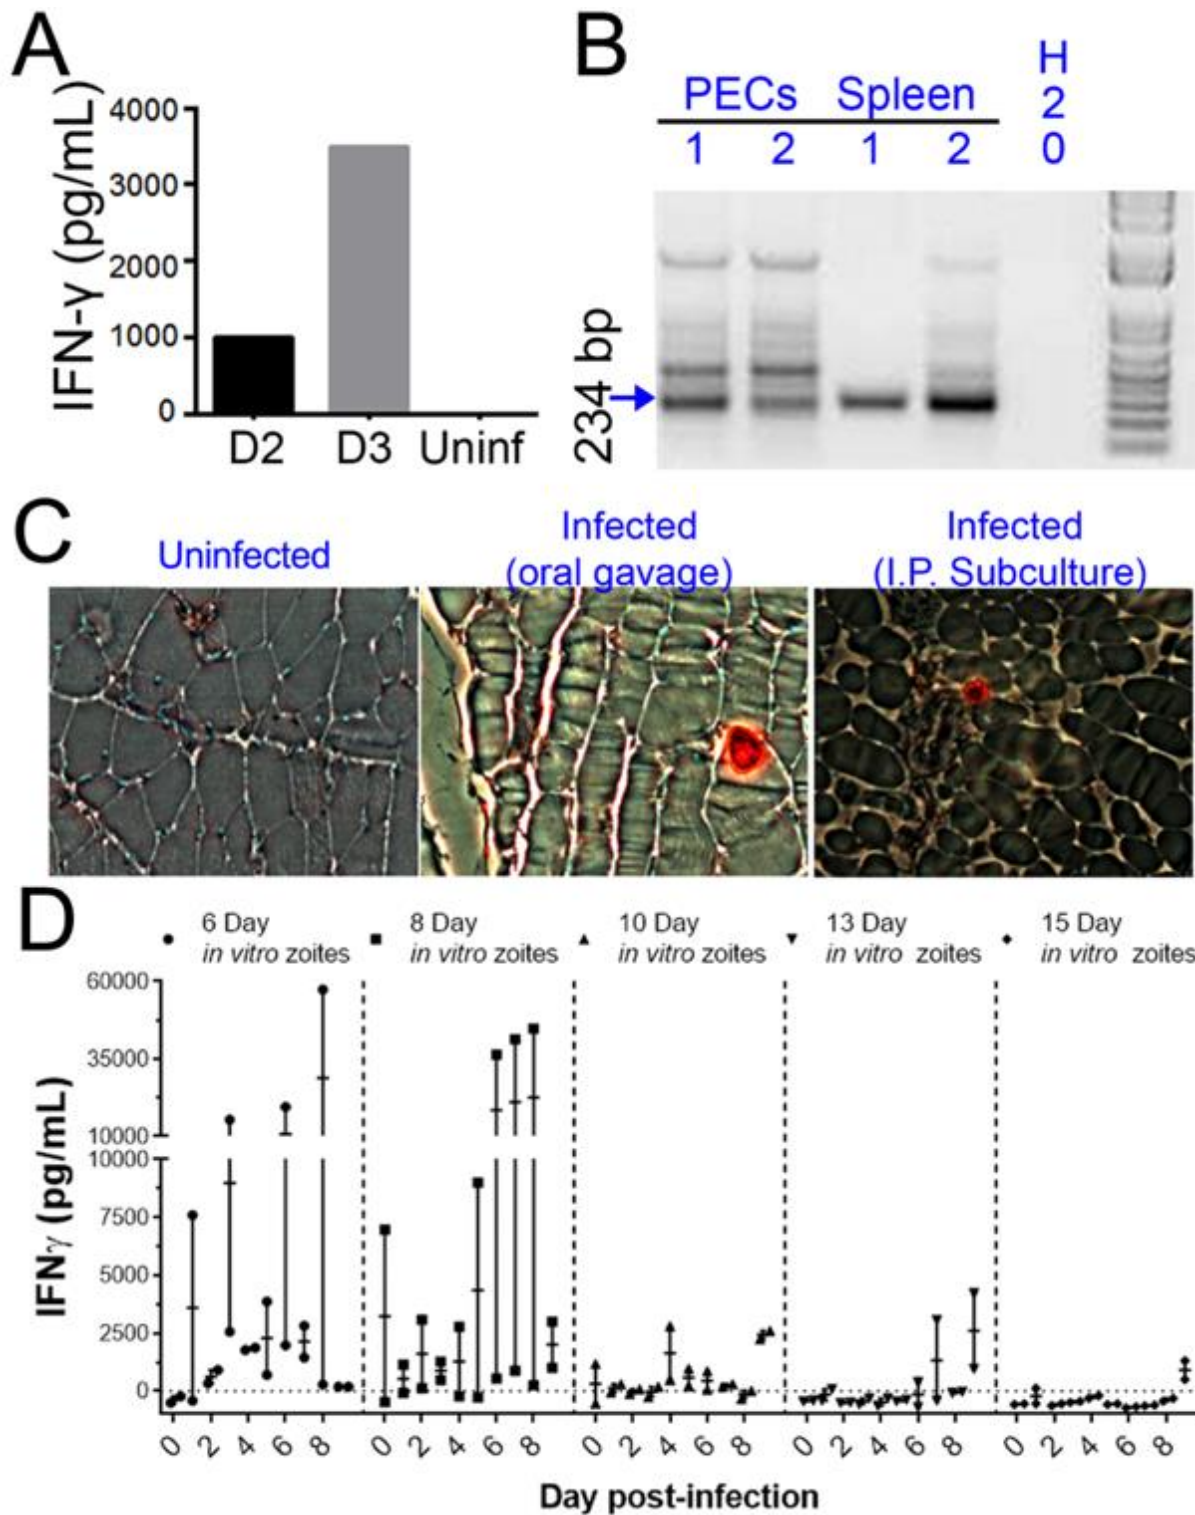 A
IFN-γ (pg/mL)
4000
3000
2000
1000
0
D2 D3 Uninf
B
PECs Spleen
1 2 1 2
H
2
0
234 bp
C
Uninfected
Infected
(oral gavage)
Infected
(I.P. Subculture)
D
6 Day
in vitro zoites
8 Day
in vitro zoites
10 Day
in vitro zoites
13 Day
in vitro zoites
15 Day
in vitro zoites
IFNγ (pg/mL)
60000
35000
10000
10000
7500
5000
2500
0
0 2 4 6 8 0 2 4 6 8 0 2 4 6 8 0 2 4 6 8 0 2 4 6 8
Day post-infection